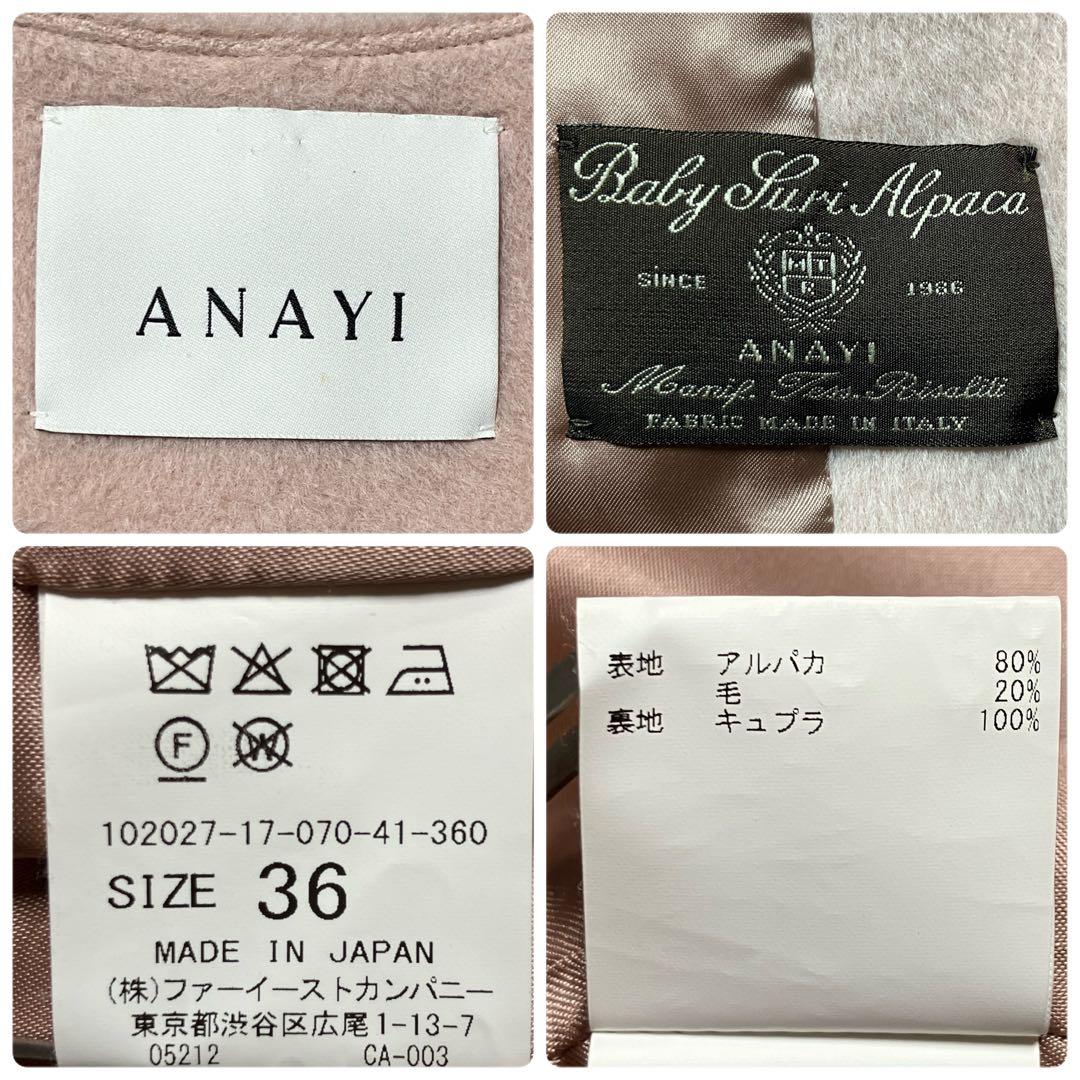 ANAYI
Baby Suri Alpaca
SINCE 1966
MTR
ANAYI
Manif. Tess. Risaliti
FABRIC MADE IN ITALY
F
W
102027-17-070-41-360
SIZE 36
MADE IN JAPAN
(株)ファーイーストカンパニー
東京都渋谷区広尾1-13-7
05212 CA-003
表地 アルパカ 80%
毛 20%
裏地 キュプラ 100%